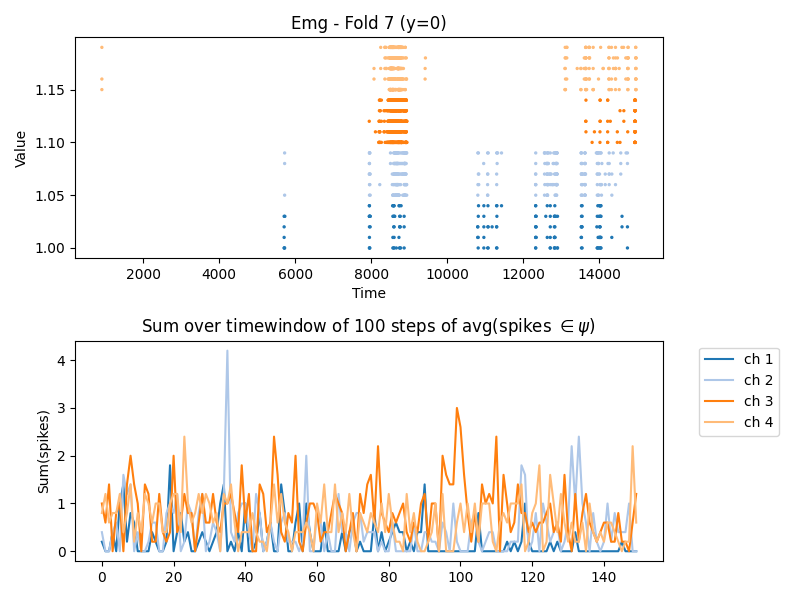 Emg - Fold 7 (y=0)
Value
1.15
1.10
1.05
1.00
2000 4000 6000 8000 10000 12000 14000
Time
Sum over timewindow of 100 steps of avg(spikes ∈ψ)
Sum(spikes)
4
3
2
1
0
0 20 40 60 80 100 120 140
ch 1
ch 2
ch 3
ch 4